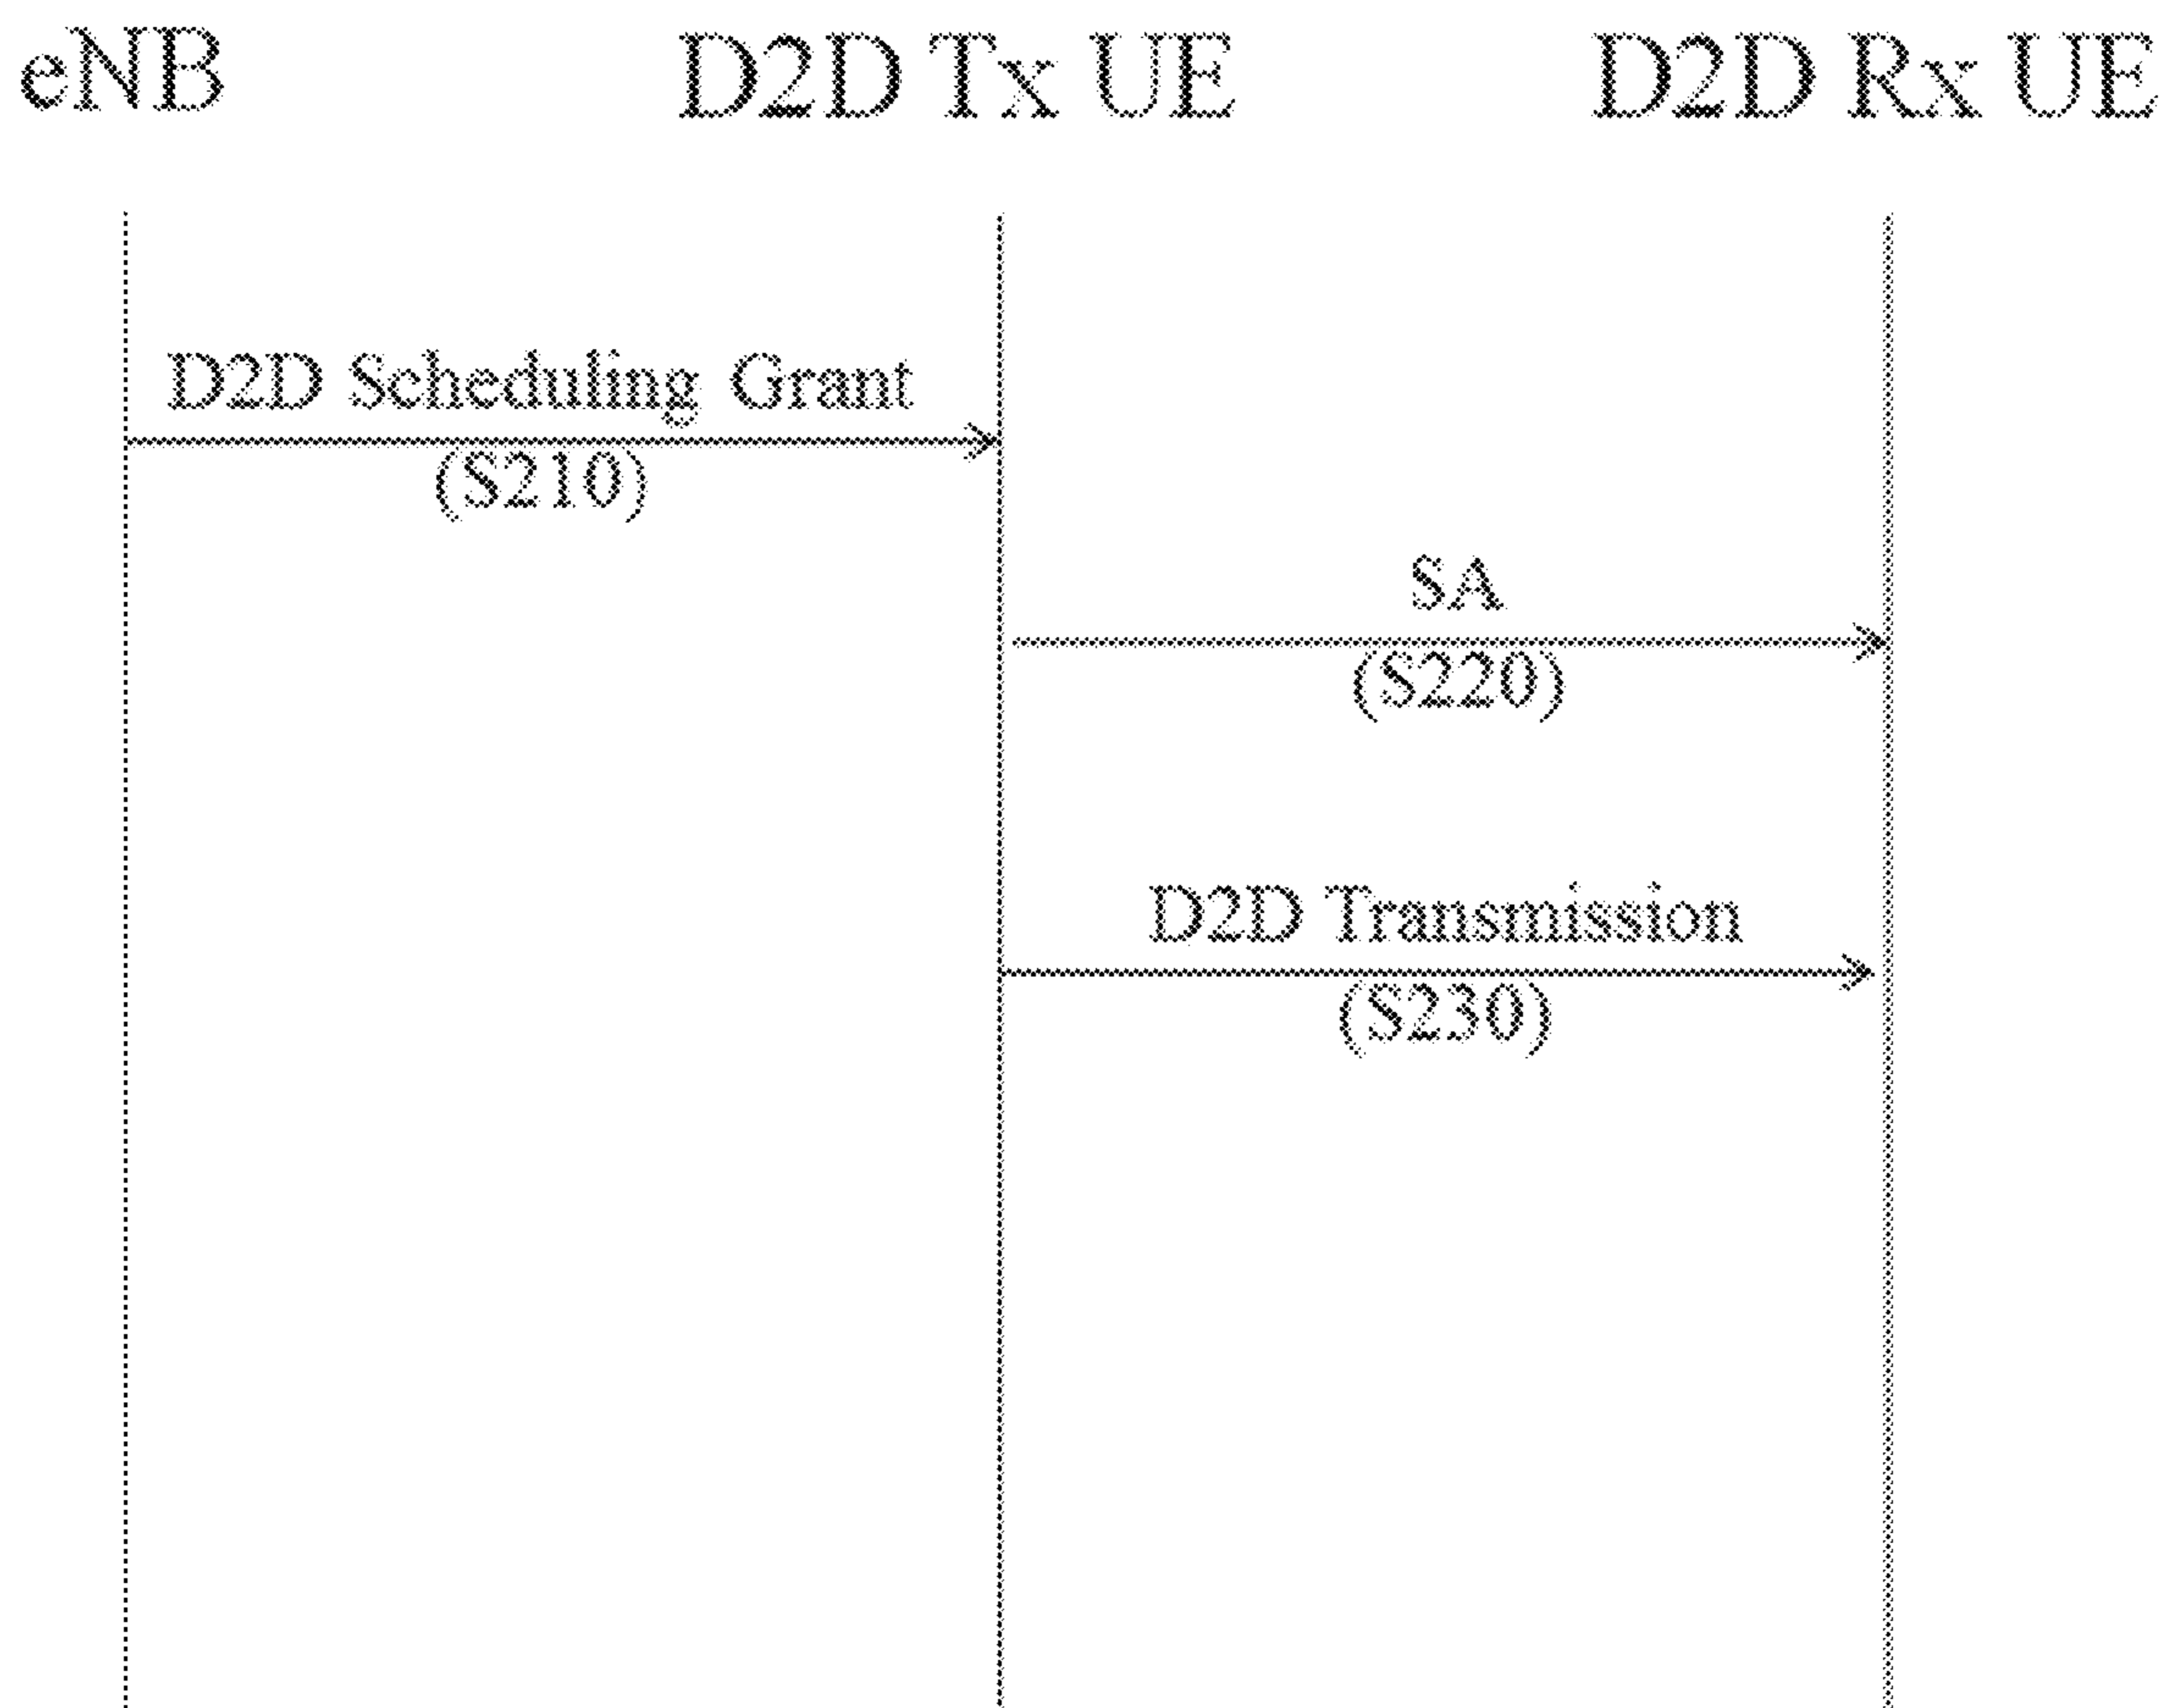 eNB D2D Tx UE D2D Rx UE
D2D Scheduling Grant
(S210)
SA
(S220)
D2D Transmission
(S230)